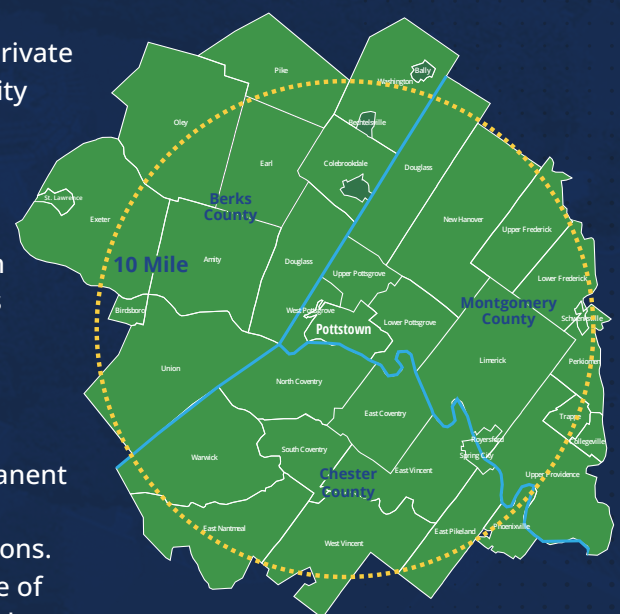 rivate
ity
n
s
anent
ons.
e of
Pike
Bally
Washington
Oley
Bechtelsville
Earl
Colebrookdale
Douglass
St. Lawrence
Exeter
Berks
County
New Hanover
Upper Frederick
10 Mile
Amity
Douglass
Upper Pottsgrove
Lower Frederick
Birdsboro
West Pottsgrove
Pottstown
Lower Pottsgrove
Montgomery
County
Schwenksville
Union
Limerick
Perkiomen
North Coventry
East Coventry
Trappe
Collegeville
Warwick
South Coventry
Royersford
Spring City
Chester
County
East Vincent
Upper Providence
East Nantmeal
West Vincent
East Pikeland
Phoenixville